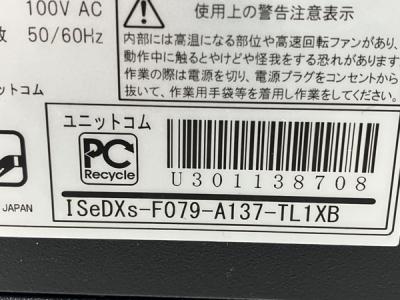 100V AC
数 50/60Hz
ットコム
使用上の警告注意表示
内部には高温になる部位や高速回転ファンがあり、
動作中に触るとやけどや怪我をする恐れがあります
作業の際は電源を切り、電源プラグをコンセントから
抜いて、作業用手袋等を着用し作業をしてください。
ユニットコム
PC
Recycle
U301138708
JAPAN
ISeDXs-F079-A137-TL1XB